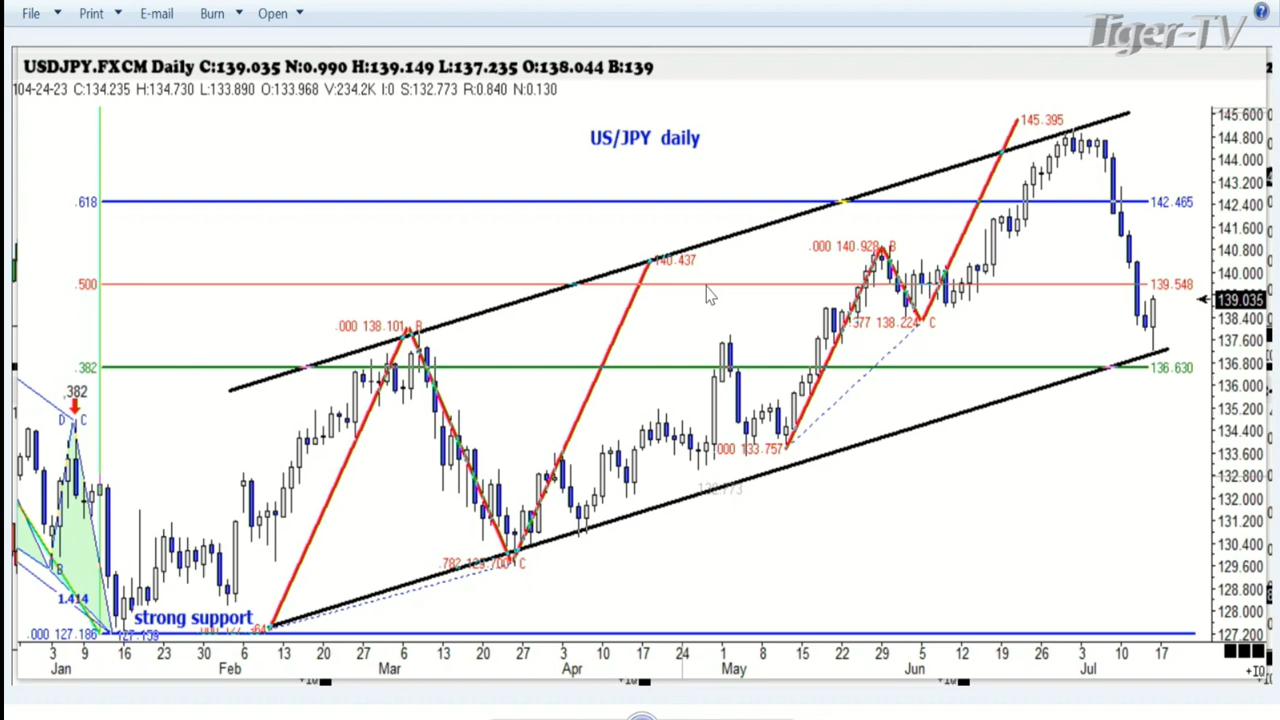 File Print E-mail Burn Open
Tiger-TV
USDJPY.FXCM Daily C:139.035 N:0.990 H:139.149 L:137.235 O:138.044 B:139
104-24-23 C:134.235 H:134.730 L:133.890 O:133.968 V:234.2K I:0 S:132.773 R:0.840 N:0.130
US/JPY daily
145.395
.618
142.465
.000 140.928 B
140.437
.500
139.548
.000 138.101 B
.377 138.224 C
.382
136.630
,382
D C
.000 133.757
132.773
B
1.414
strong support
.000 127.186
145.600
144.800
144.000
143.200
142.400
141.600
140.800
140.000
139.035
138.400
137.600
136.800
136.000
135.200
134.400
133.600
132.800
132.000
131.200
130.400
129.600
128.800
128.000
127.200
3 9 16 23 30 6 13 20 27 6 13 20 27 3 10 17 24 1 8 15 22 29 5 12 19 26 3 10 17
Jan Feb Mar Apr May Jun Jul
+IO